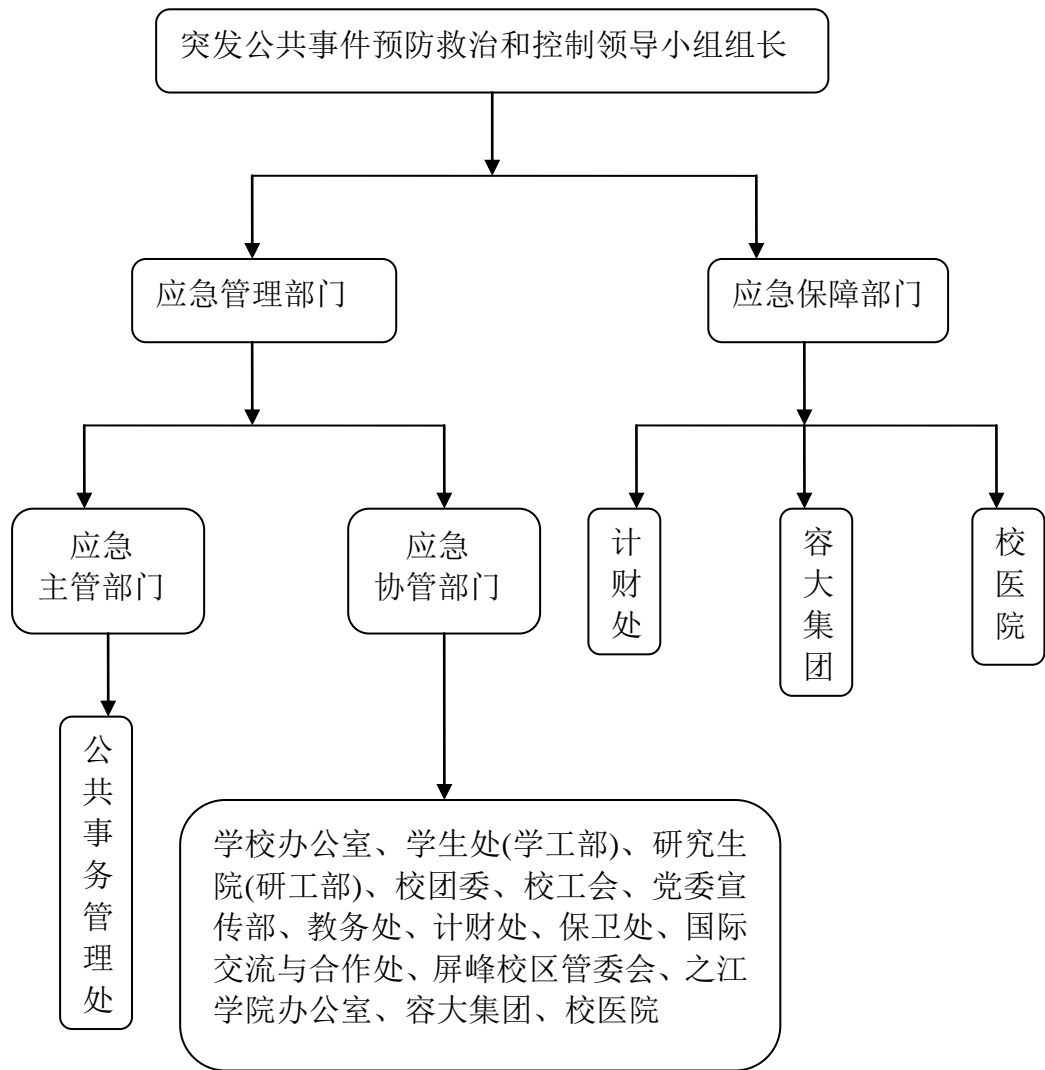 突发公共事件预防救治和控制领导小组组长
应急管理部门
应急保障部门
应急
主管部门
应急
协管部门
计财处
容大集团
校医院
公共事务管理处
学校办公室、学生处(学工部)、研究生
院(研工部)、校团委、校工会、党委宣
传部、教务处、计财处、保卫处、国际
交流与合作处、屏峰校区管委会、之江
学院办公室、容大集团、校医院